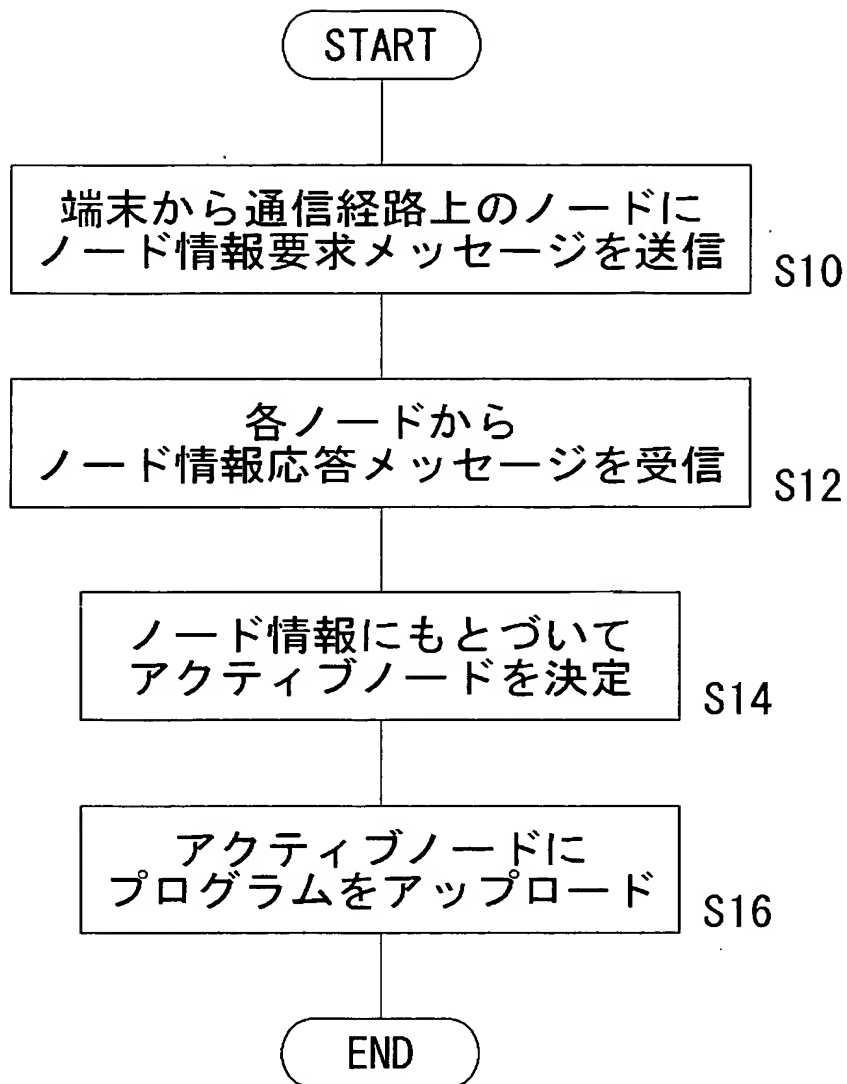 START
端末から通信経路上のノードに
ノード情報要求メッセージを送信
S10
各ノードから
ノード情報応答メッセージを受信
S12
ノード情報にもとづいて
アクティブノードを決定
S14
アクティブノードに
プログラムをアップロード
S16
END